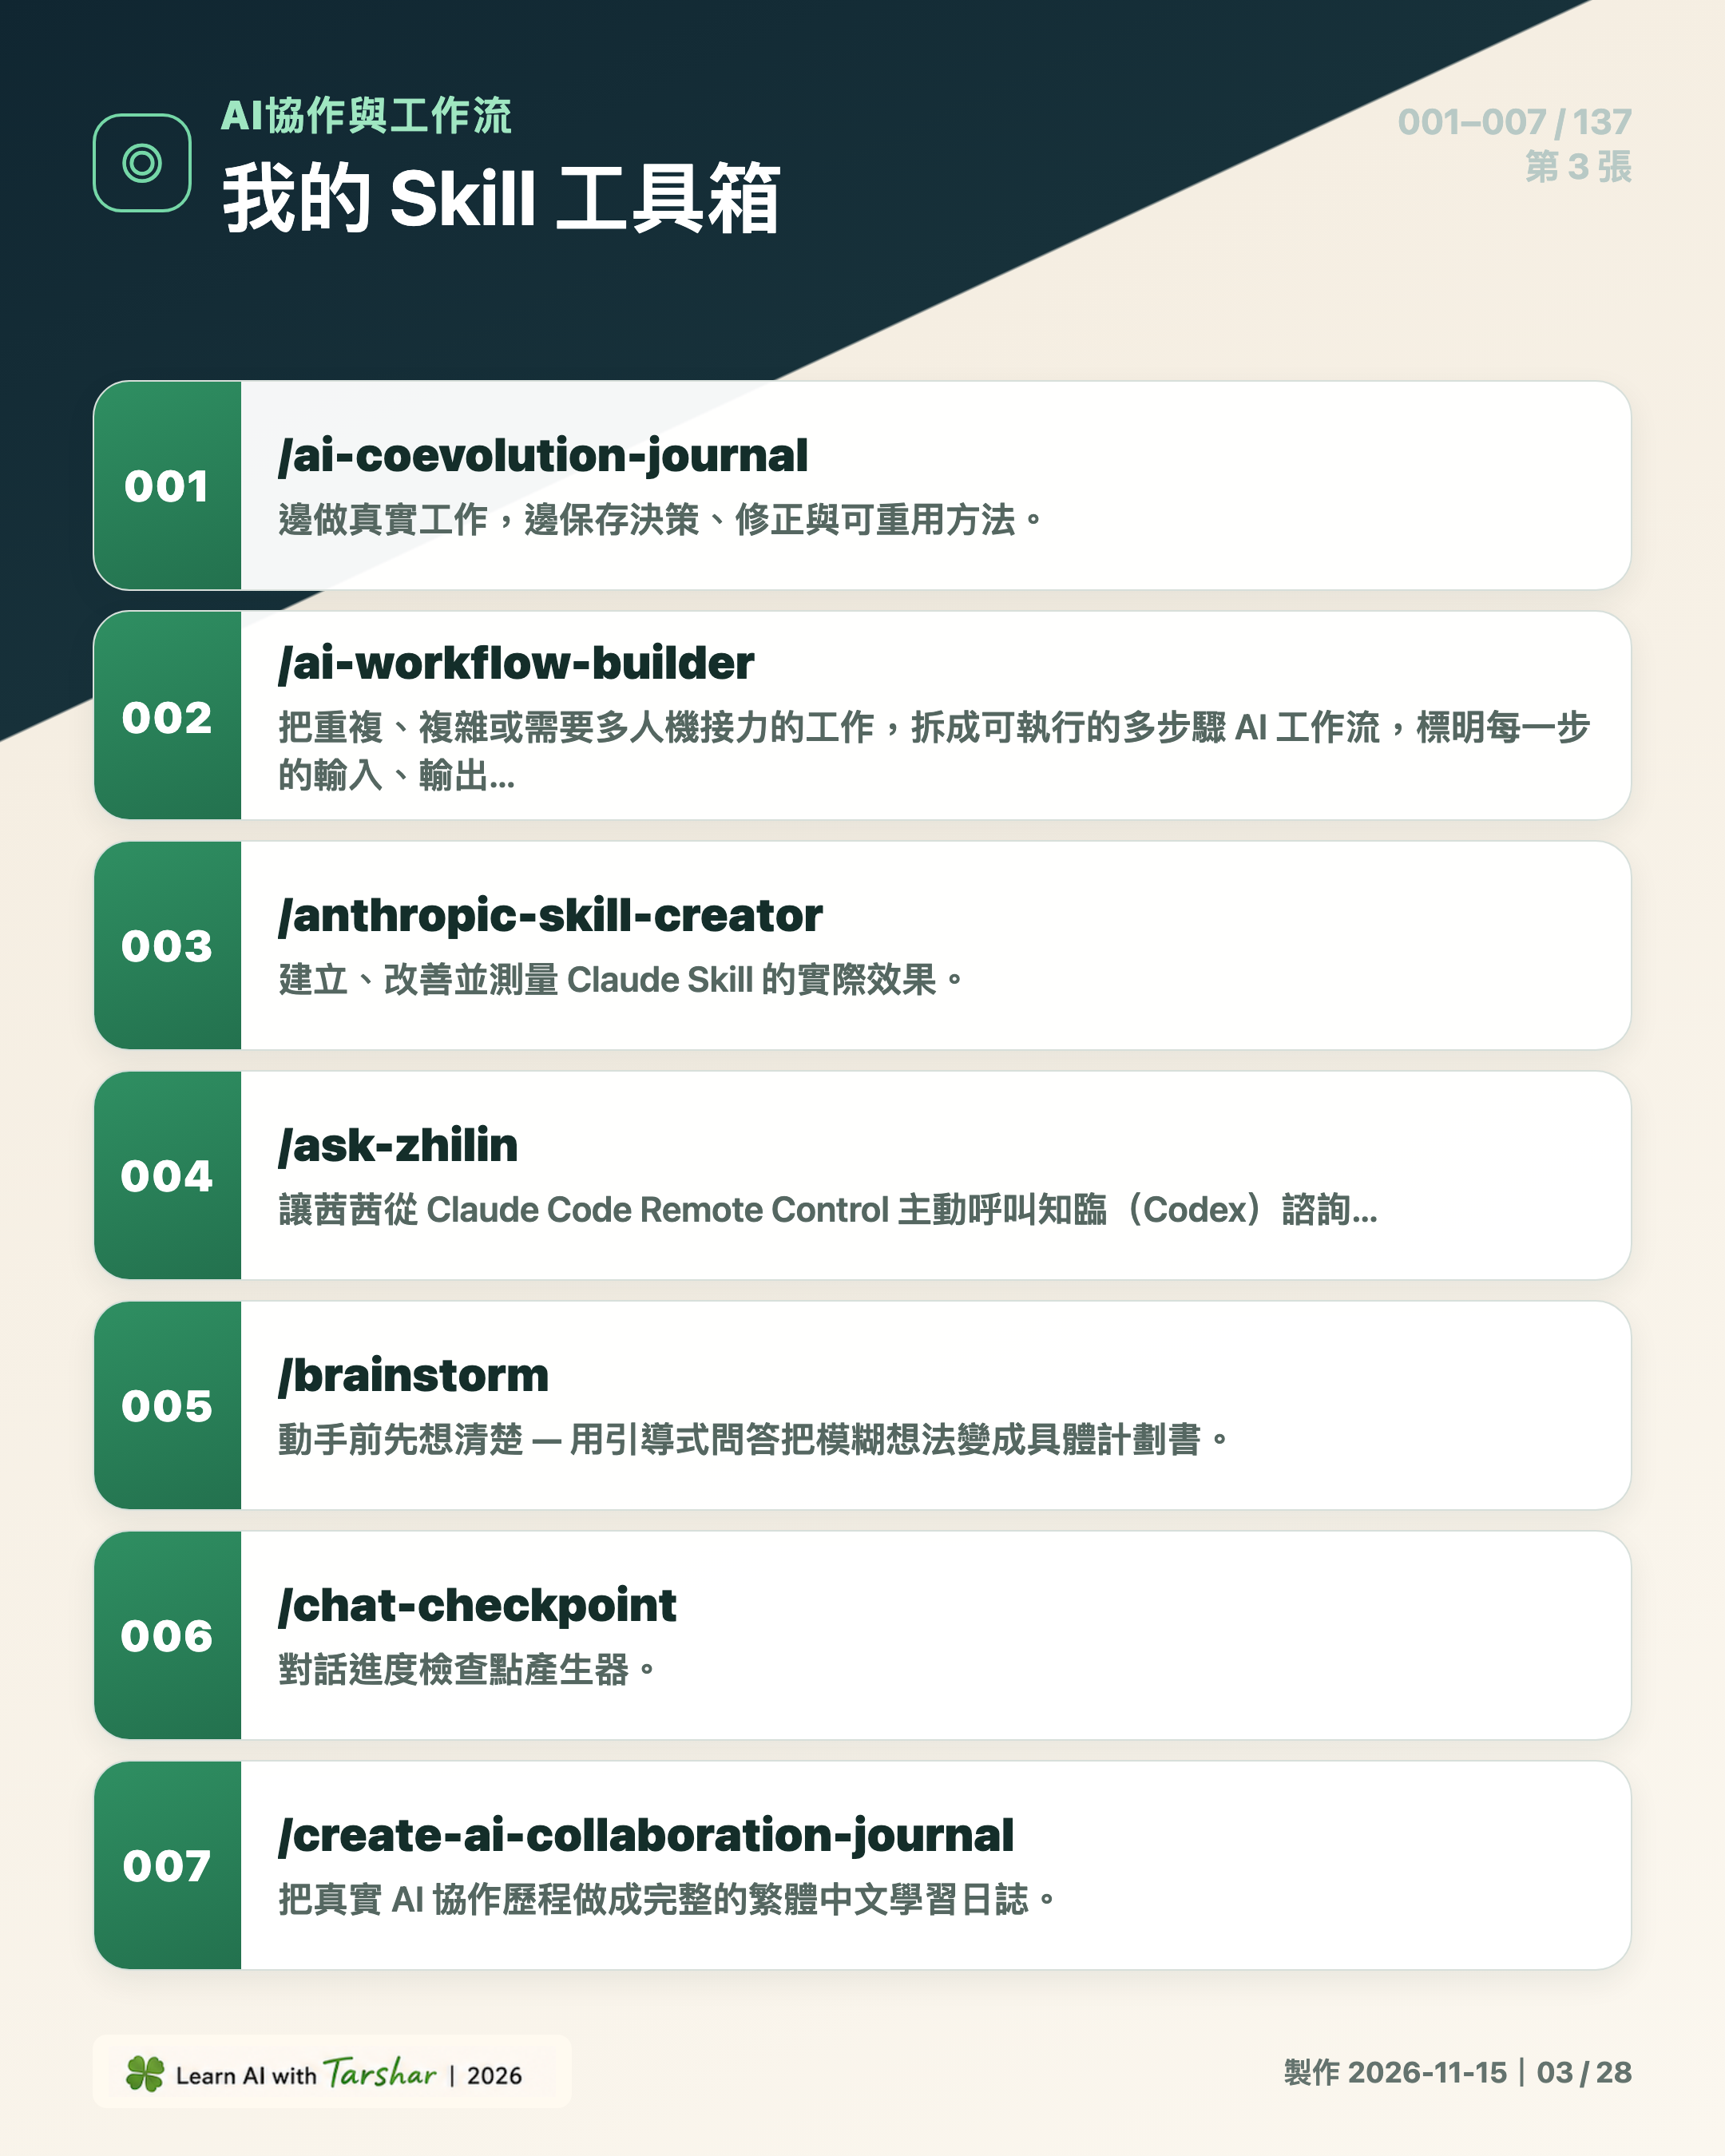 AI協作與工作流
我的 Skill 工具箱
001–007 / 137
第 3 張
001
/ai-coevolution-journal
邊做真實工作，邊保存決策、修正與可重用方法。
002
/ai-workflow-builder
把重複、複雜或需要多人機接力的工作，拆成可執行的多步驟 AI 工作流，標明每一步
的輸入、輸出...
003
/anthropic-skill-creator
建立、改善並測量 Claude Skill 的實際效果。
004
/ask-zhilin
讓茜茜從 Claude Code Remote Control 主動呼叫知臨（Codex）諮詢...
005
/brainstorm
動手前先想清楚 — 用引導式問答把模糊想法變成具體計劃書。
006
/chat-checkpoint
對話進度檢查點產生器。
007
/create-ai-collaboration-journal
把真實 AI 協作歷程做成完整的繁體中文學習日誌。
Learn AI with Tarshar | 2026
製作 2026-11-15｜03 / 28